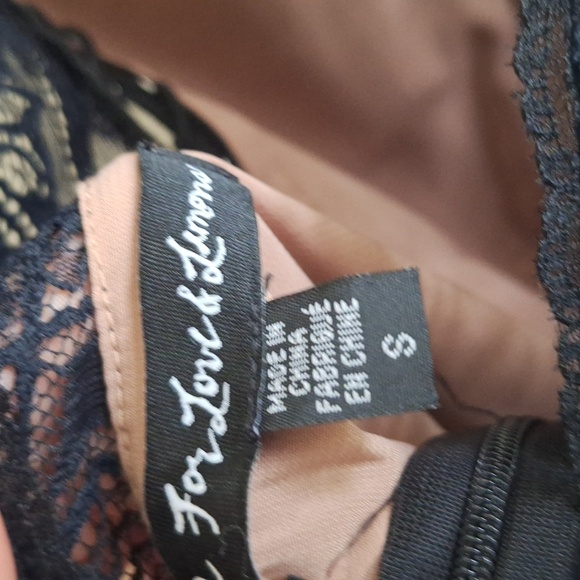 For Love & Lemons
MADE IN
CHINA
FABRIQUÉ
EN CHINE
S